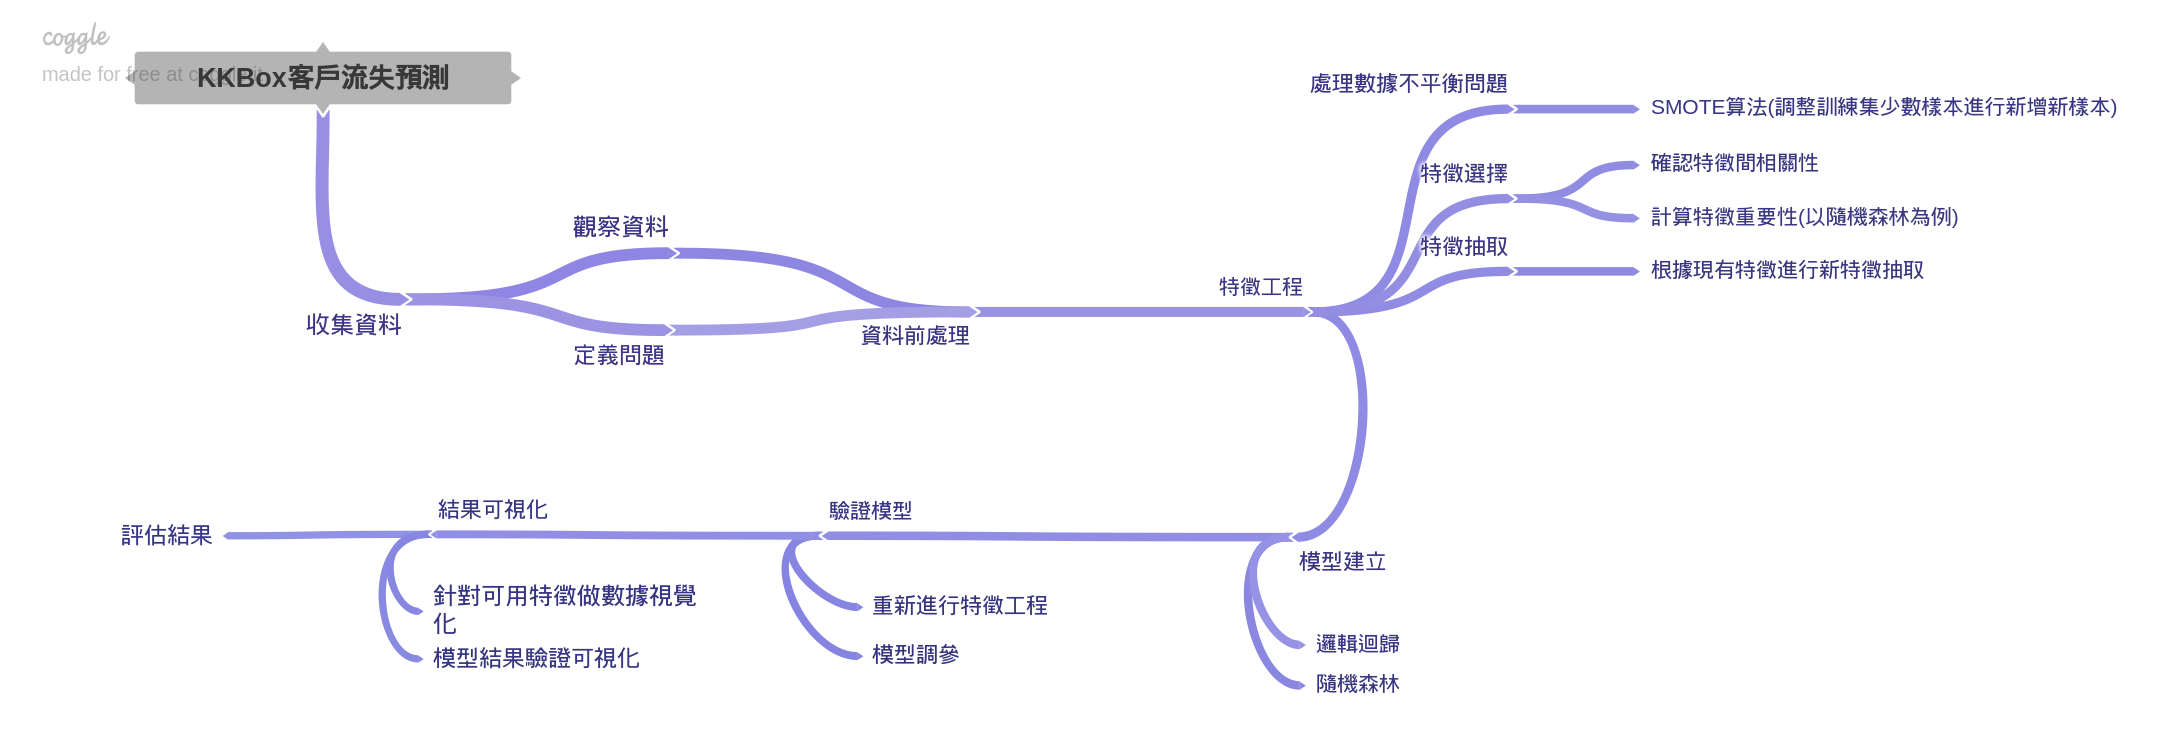 coggle
made for free at coggle.it
KKBox客戶流失預測
處理數據不平衡問題
SMOTE算法(調整訓練集少數樣本進行新增新樣本)
特徵選擇
確認特徵間相關性
計算特徵重要性(以隨機森林為例)
特徵抽取
根據現有特徵進行新特徵抽取
觀察資料
特徵工程
收集資料
資料前處理
定義問題
結果可視化
驗證模型
評估結果
模型建立
針對可用特徵做數據視覺
化
重新進行特徵工程
模型結果驗證可視化
模型調參
邏輯迴歸
隨機森林